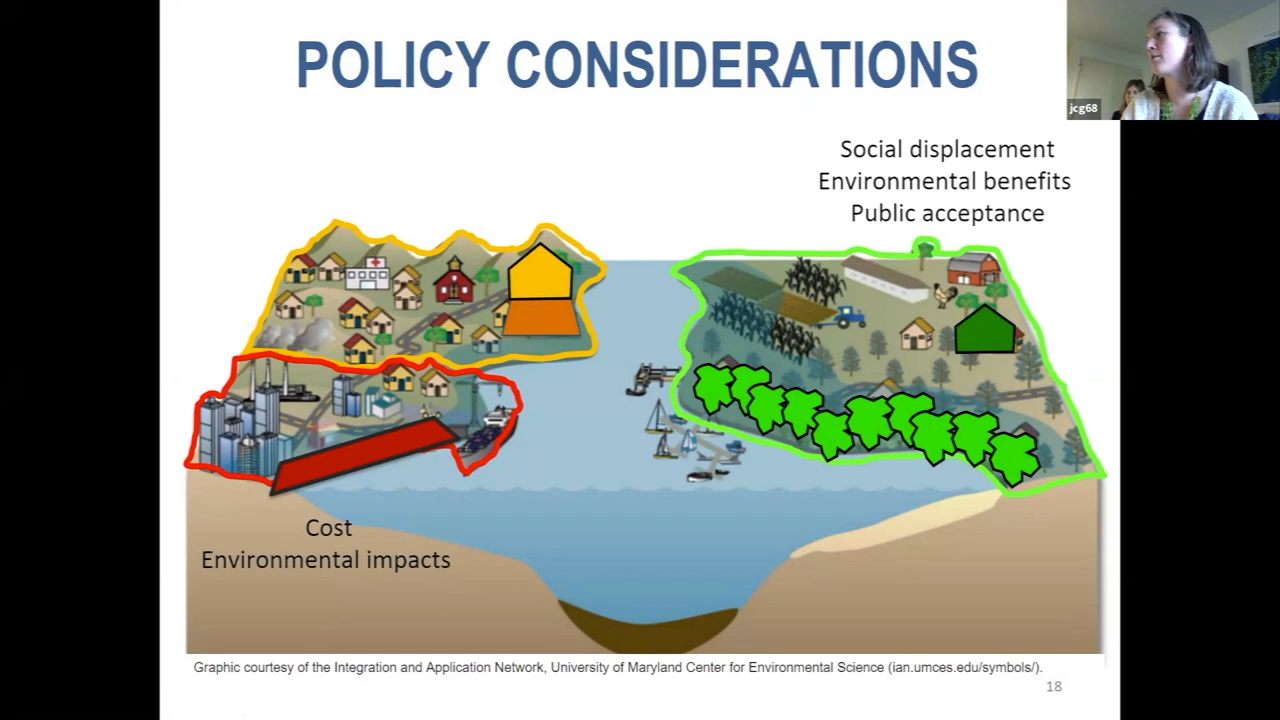 POLICY CONSIDERATIONS
jcg68
Social displacement
Environmental benefits
Public acceptance
Cost
Environmental impacts
Graphic courtesy of the Integration and Application Network, University of Maryland Center for Environmental Science (ian.umces.edu/symbols/).
18